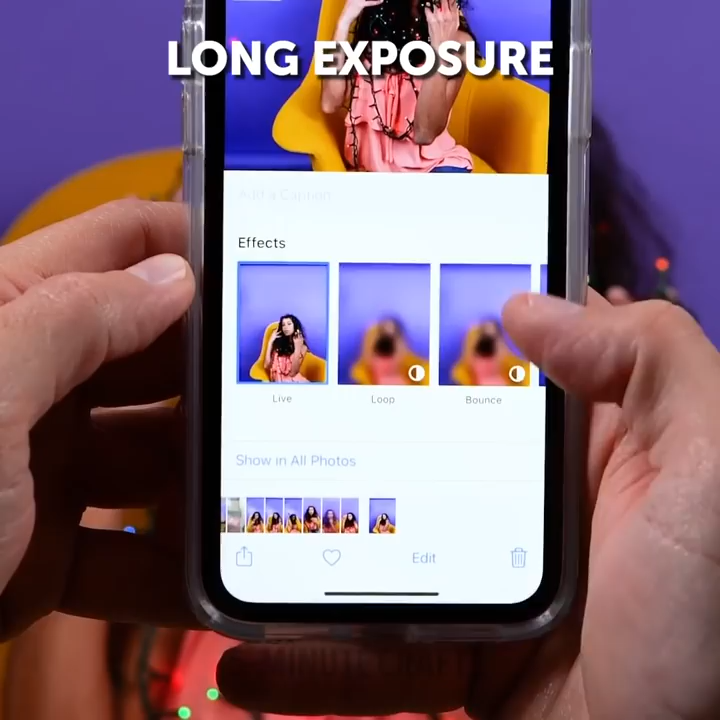 LONG EXPOSURE
Add a Caption
Effects
Live
Loop
Bounce
Show in All Photos
Edit